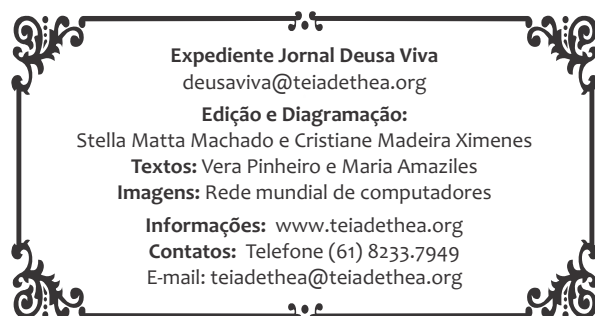 Expediente Jornal Deusa Viva
deusaviva@teiadethea.org
Edição e Diagramação:
Stella Matta Machado e Cristiane Madeira Ximenes
Textos: Vera Pinheiro e Maria Amaziles
Imagens: Rede mundial de computadores
Informações: www.teiadethea.org
Contatos: Telefone (61) 8233.7949
E-mail: teiadethea@teiadethea.org